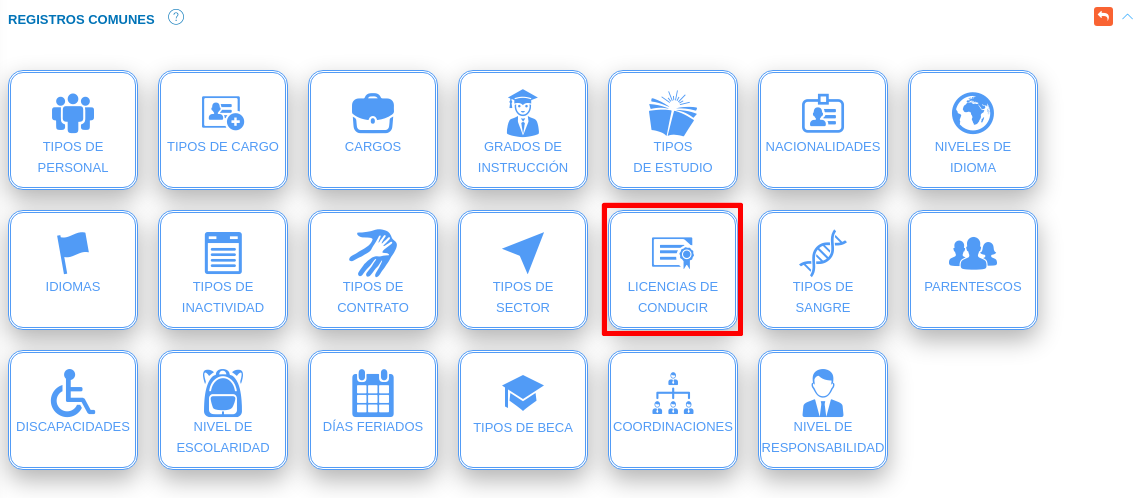 REGISTROS COMUNES ?
TIPOS DE
PERSONAL
TIPOS DE CARGO
CARGOS
GRADOS DE
INSTRUCCIÓN
TIPOS
DE ESTUDIO
NACIONALIDADES
NIVELES DE
IDIOMA
IDIOMAS
TIPOS DE
INACTIVIDAD
TIPOS DE
CONTRATO
TIPOS DE
SECTOR
LICENCIAS DE
CONDUCIR
TIPOS DE
SANGRE
PARENTESCOS
DISCAPACIDADES
NIVEL DE
ESCOLARIDAD
DÍAS FERIADOS
TIPOS DE BECA
COORDINACIONES
NIVEL DE
RESPONSABILIDAD